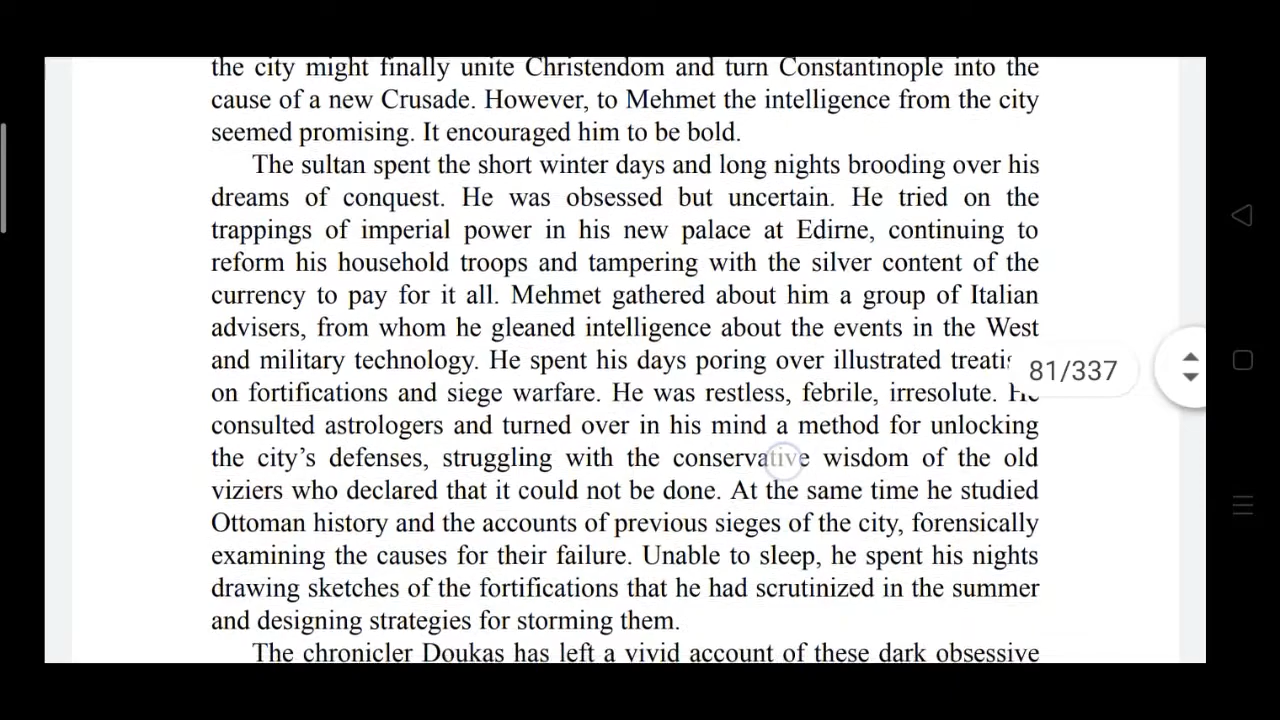 the city might finally unite Christendom and turn Constantinople into the
cause of a new Crusade. However, to Mehmet the intelligence from the city
seemed promising. It encouraged him to be bold.
The sultan spent the short winter days and long nights brooding over his
dreams of conquest. He was obsessed but uncertain. He tried on the
trappings of imperial power in his new palace at Edirne, continuing to
reform his household troops and tampering with the silver content of the
currency to pay for it all. Mehmet gathered about him a group of Italian
advisers, from whom he gleaned intelligence about the events in the West
and military technology. He spent his days poring over illustrated treati
81/337
on fortifications and siege warfare. He was restless, febrile, irresolute. He
consulted astrologers and turned over in his mind a method for unlocking
the city's defenses, struggling with the conservative wisdom of the old
viziers who declared that it could not be done. At the same time he studied
Ottoman history and the accounts of previous sieges of the city, forensically
examining the causes for their failure. Unable to sleep, he spent his nights
drawing sketches of the fortifications that he had scrutinized in the summer
and designing strategies for storming them.
The chronicler Doukas has left a vivid account of these dark obsessive